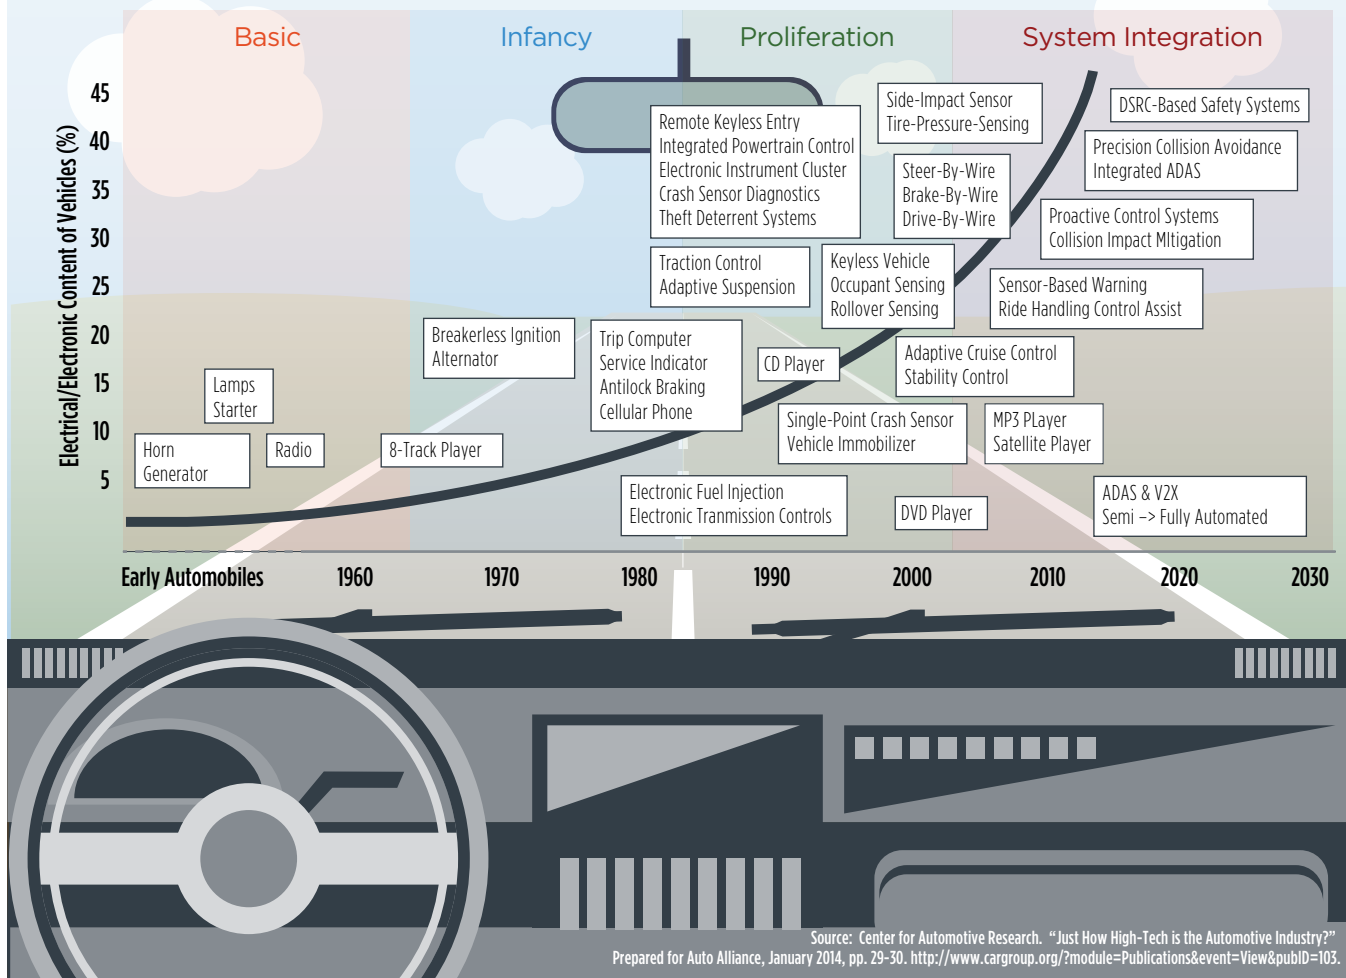 Basic
Infancy
Proliferation
System Integration
Electrical/Electronic Content of Vehicles (%)
45
40
35
30
25
20
15
10
5
Horn
Generator
Lamps
Starter
Radio
8-Track Player
Breakerless Ignition
Alternator
Trip Computer
Service Indicator
Antilock Braking
Cellular Phone
Electronic Fuel Injection
Electronic Tranmission Controls
Remote Keyless Entry
Integrated Powertrain Control
Electronic Instrument Cluster
Crash Sensor Diagnostics
Theft Deterrent Systems
Traction Control
Adaptive Suspension
CD Player
Single-Point Crash Sensor
Vehicle Immobilizer
Keyless Vehicle
Occupant Sensing
Rollover Sensing
Side-Impact Sensor
Tire-Pressure-Sensing
Steer-By-Wire
Brake-By-Wire
Drive-By-Wire
Adaptive Cruise Control
Stability Control
DVD Player
MP3 PLayer
Satellite Player
Sensor-Based Warning
Ride Handling Control Assist
Proactive Control Systems
Collision Impact MItigation
Precision Collision Avoidance
Integrated ADAS
DSRC-Based Safety Systems
ADAS & V2X
Semi –> Fully Automated
Early Automobiles
1960
1970
1980
1990
2000
2010
2020
2030
Source: Center for Automotive Research. “Just How High-Tech is the Automotive Industry?”
Prepared for Auto Alliance, January 2014, pp. 29-30. http://www.cargroup.org/?module=Publications&event=View&pubID=103.